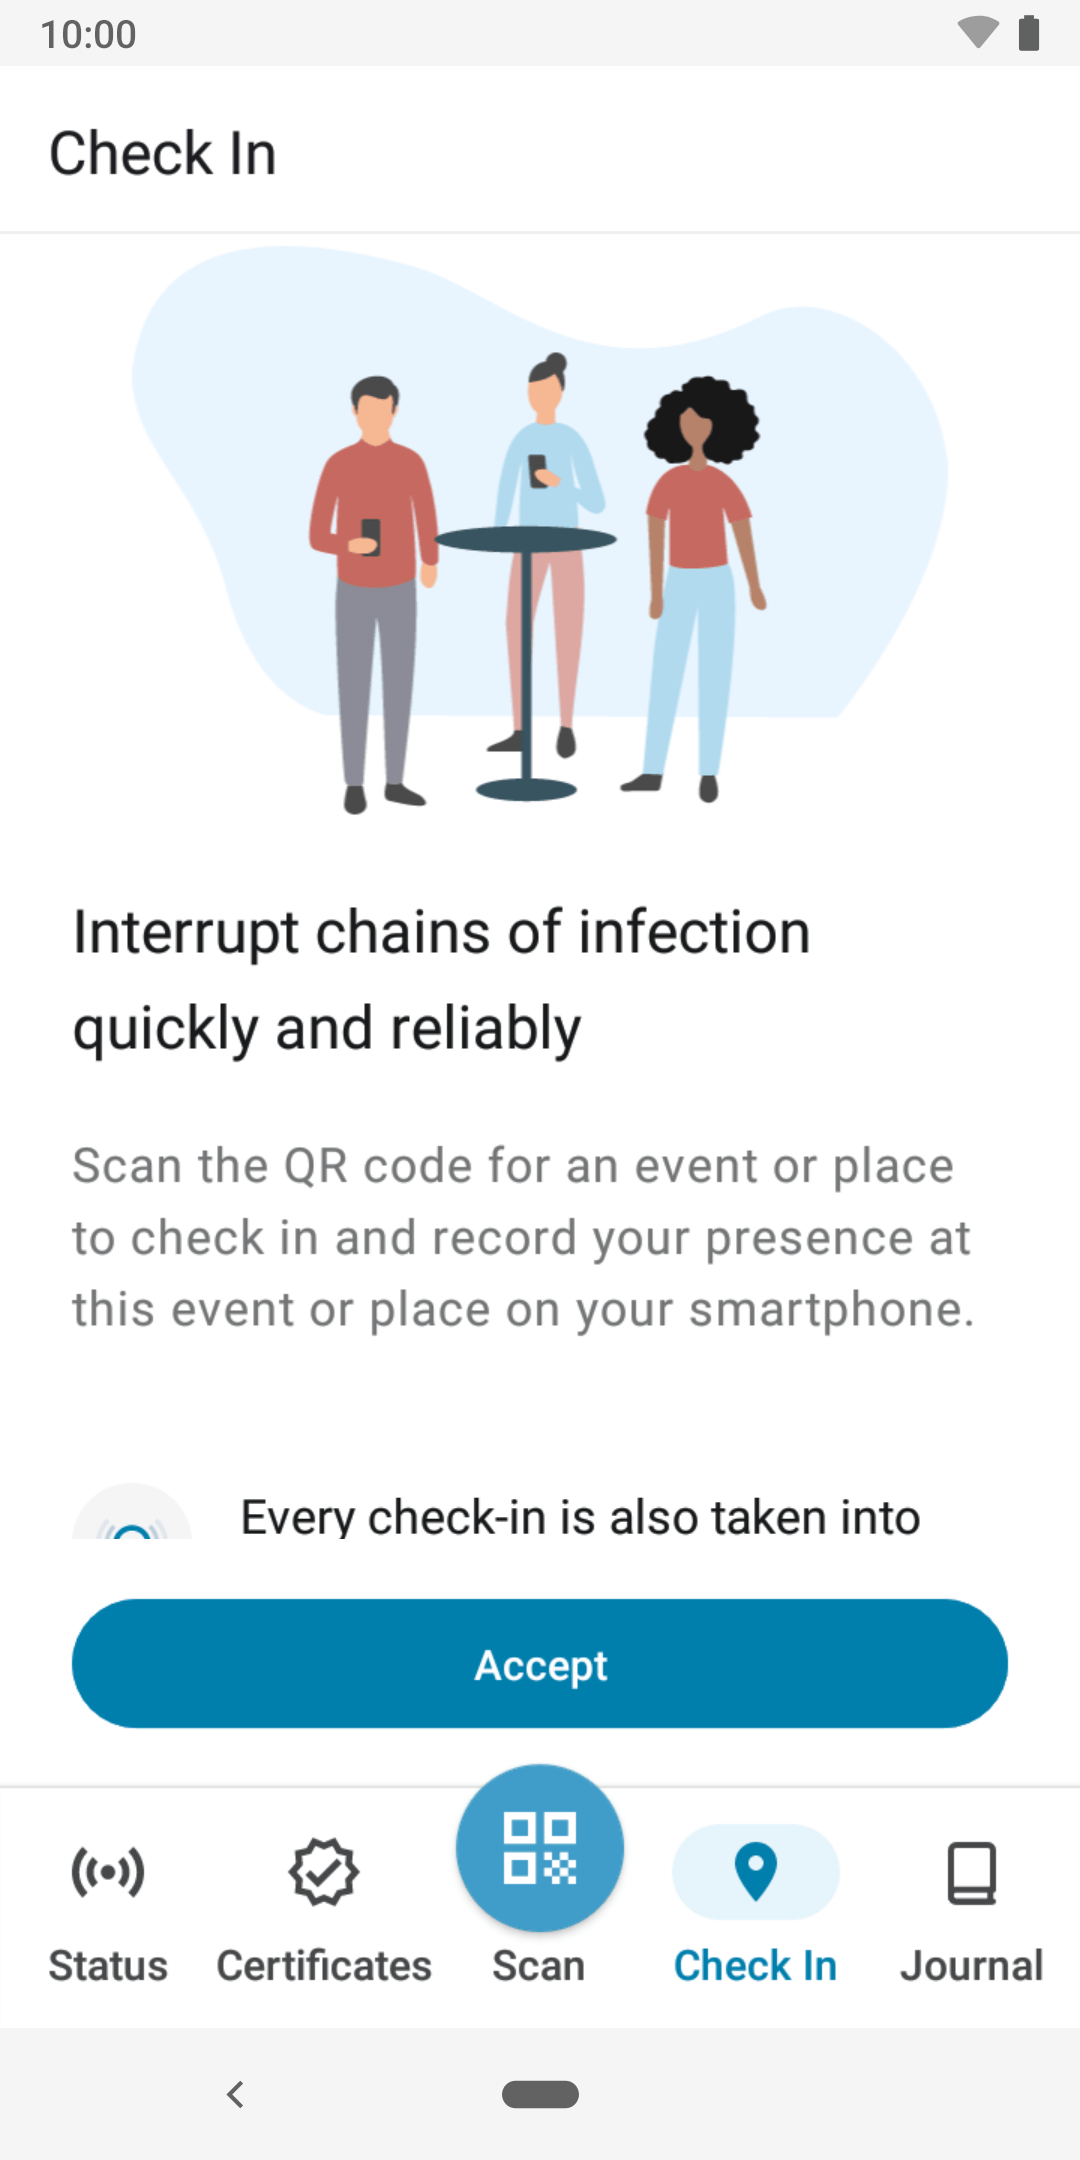 10:00
Check In
Interrupt chains of infection
quickly and reliably
Scan the QR code for an event or place
to check in and record your presence at
this event or place on your smartphone.
Every check-in is also taken into
Accept
Status
Certificates
Scan
Check In
Journal